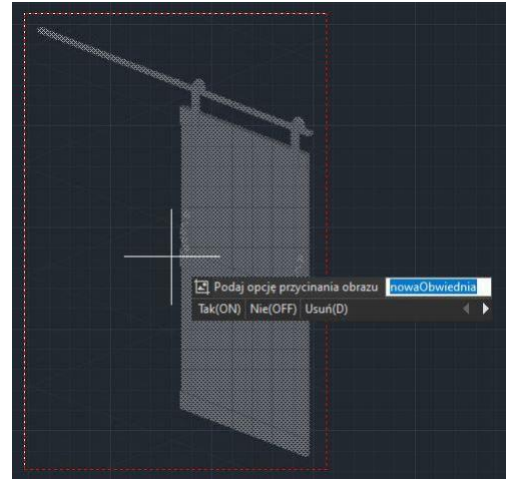 Podaj opcję przycinania obrazu nowaObwiednia
Tak(ON) Nie(OFF) Usuń(D)